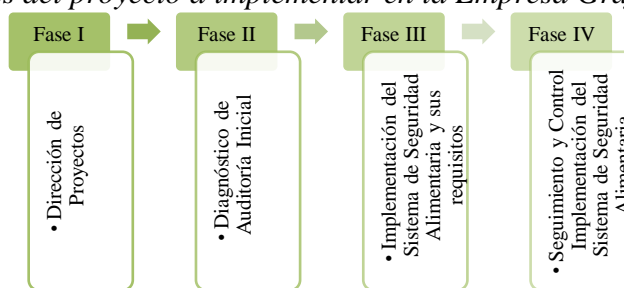 del proyecto a implementar en la Empresa
Fase I
Fase II
Fase III
Fase IV
• Dirección de
Proyectos
• Diagnóstico de
Auditoría Inicial
• Implementación del
Sistema de Seguridad
Alimentaria y sus
requisitos
• Seguimiento y Control
Implementación del
Sistema de Seguridad
Alimentaria